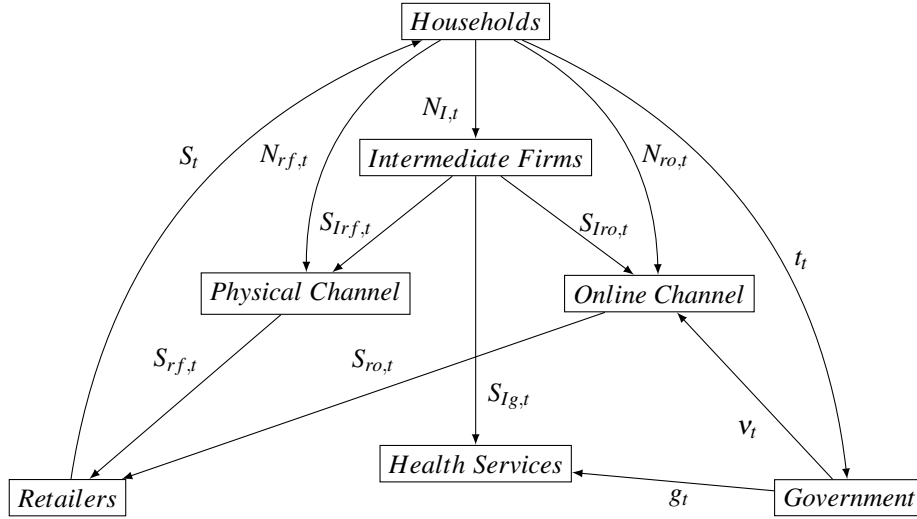 Households
N_{I,t}
S_t
N_{rf,t}
N_{ro,t}
Intermediate Firms
S_{Irf,t}
S_{Iro,t}
t_t
Physical Channel
Online Channel
S_{rf,t}
S_{ro,t}
S_{Ig,t}
ν_t
Health Services
g_t
Retailers
Government